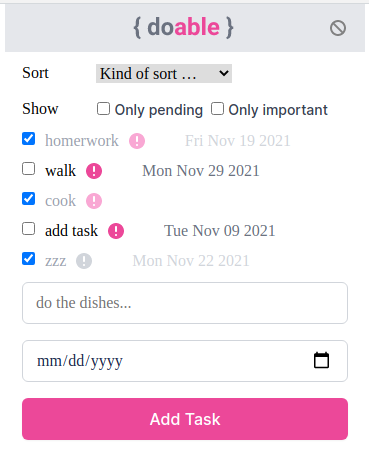 { doable }
Sort Kind of sort ...
Show Only pending Only important
homerwork Fri Nov 19 2021
walk Mon Nov 29 2021
cook
add task Tue Nov 09 2021
zzz Mon Nov 22 2021
do the dishes...
mm/dd/yyyy
Add Task